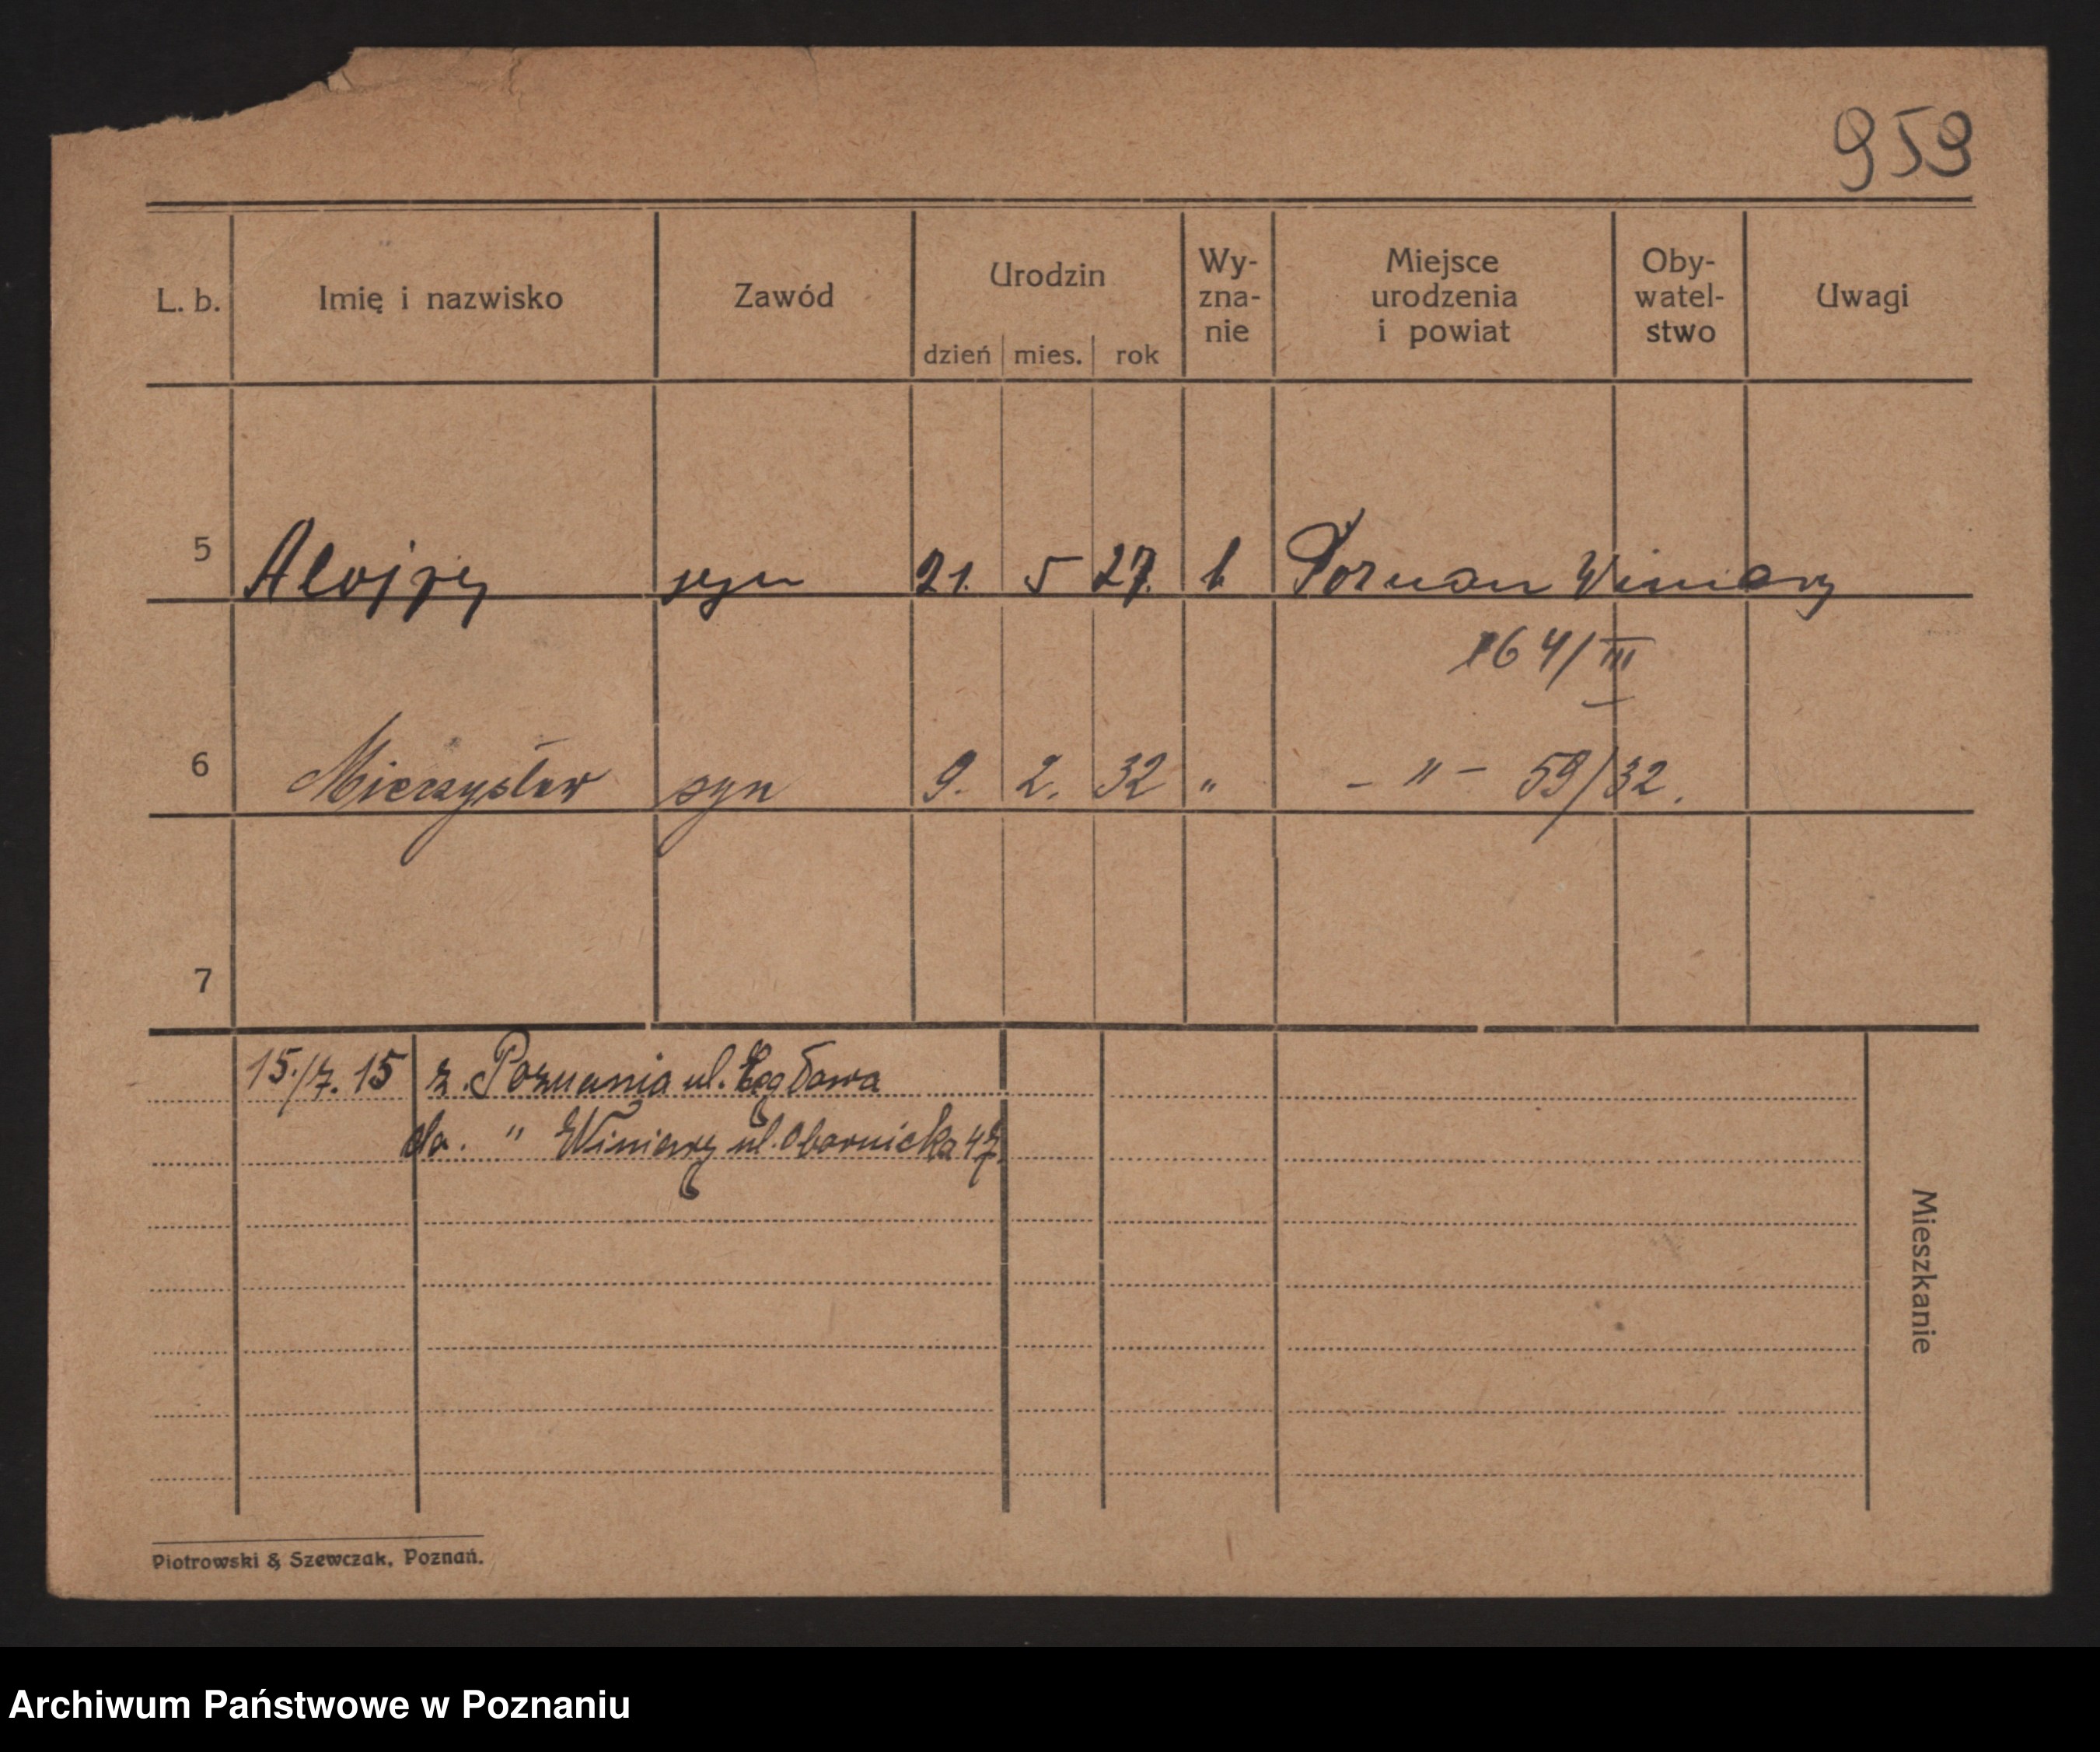 959
L. b. Imię i nazwisko Zawód Urodzin dzień mies. rok Wy-zna-nie Miejsce urodzenia i powiat Oby-watel-stwo Uwagi
5 Alojzy syn 21. 5 27. k Poznan Winiary
164/III
6 Mieczysław syn 9. 2. 32 „ – " – 59/32.
7
15./7. 15 z. Poznania ul.
do. " Winiary ul. Obornicka 47.
Mieszkanie
Piotrowski & Szewczak, Poznań.
Archiwum Państwowe w Poznaniu